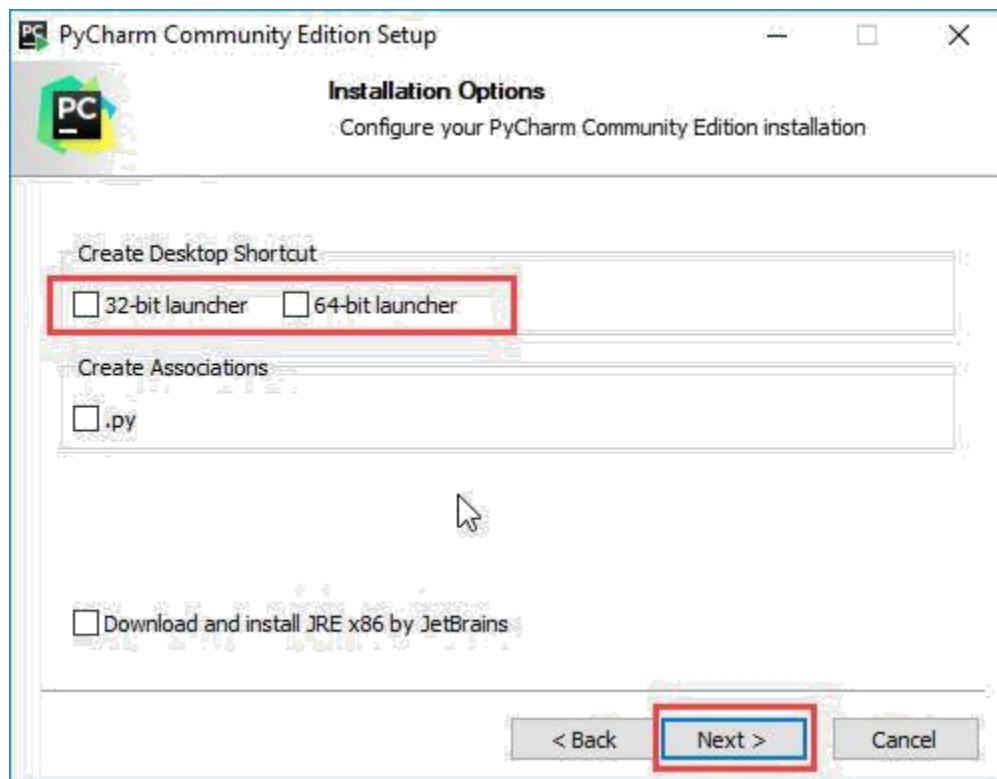 PyCharm Community Edition Setup
PC
Installation Options
Configure your PyCharm Community Edition installation
Create Desktop Shortcut
32-bit launcher 64-bit launcher
Create Associations
.py
Download and install JRE x86 by JetBrains
< Back Next > Cancel